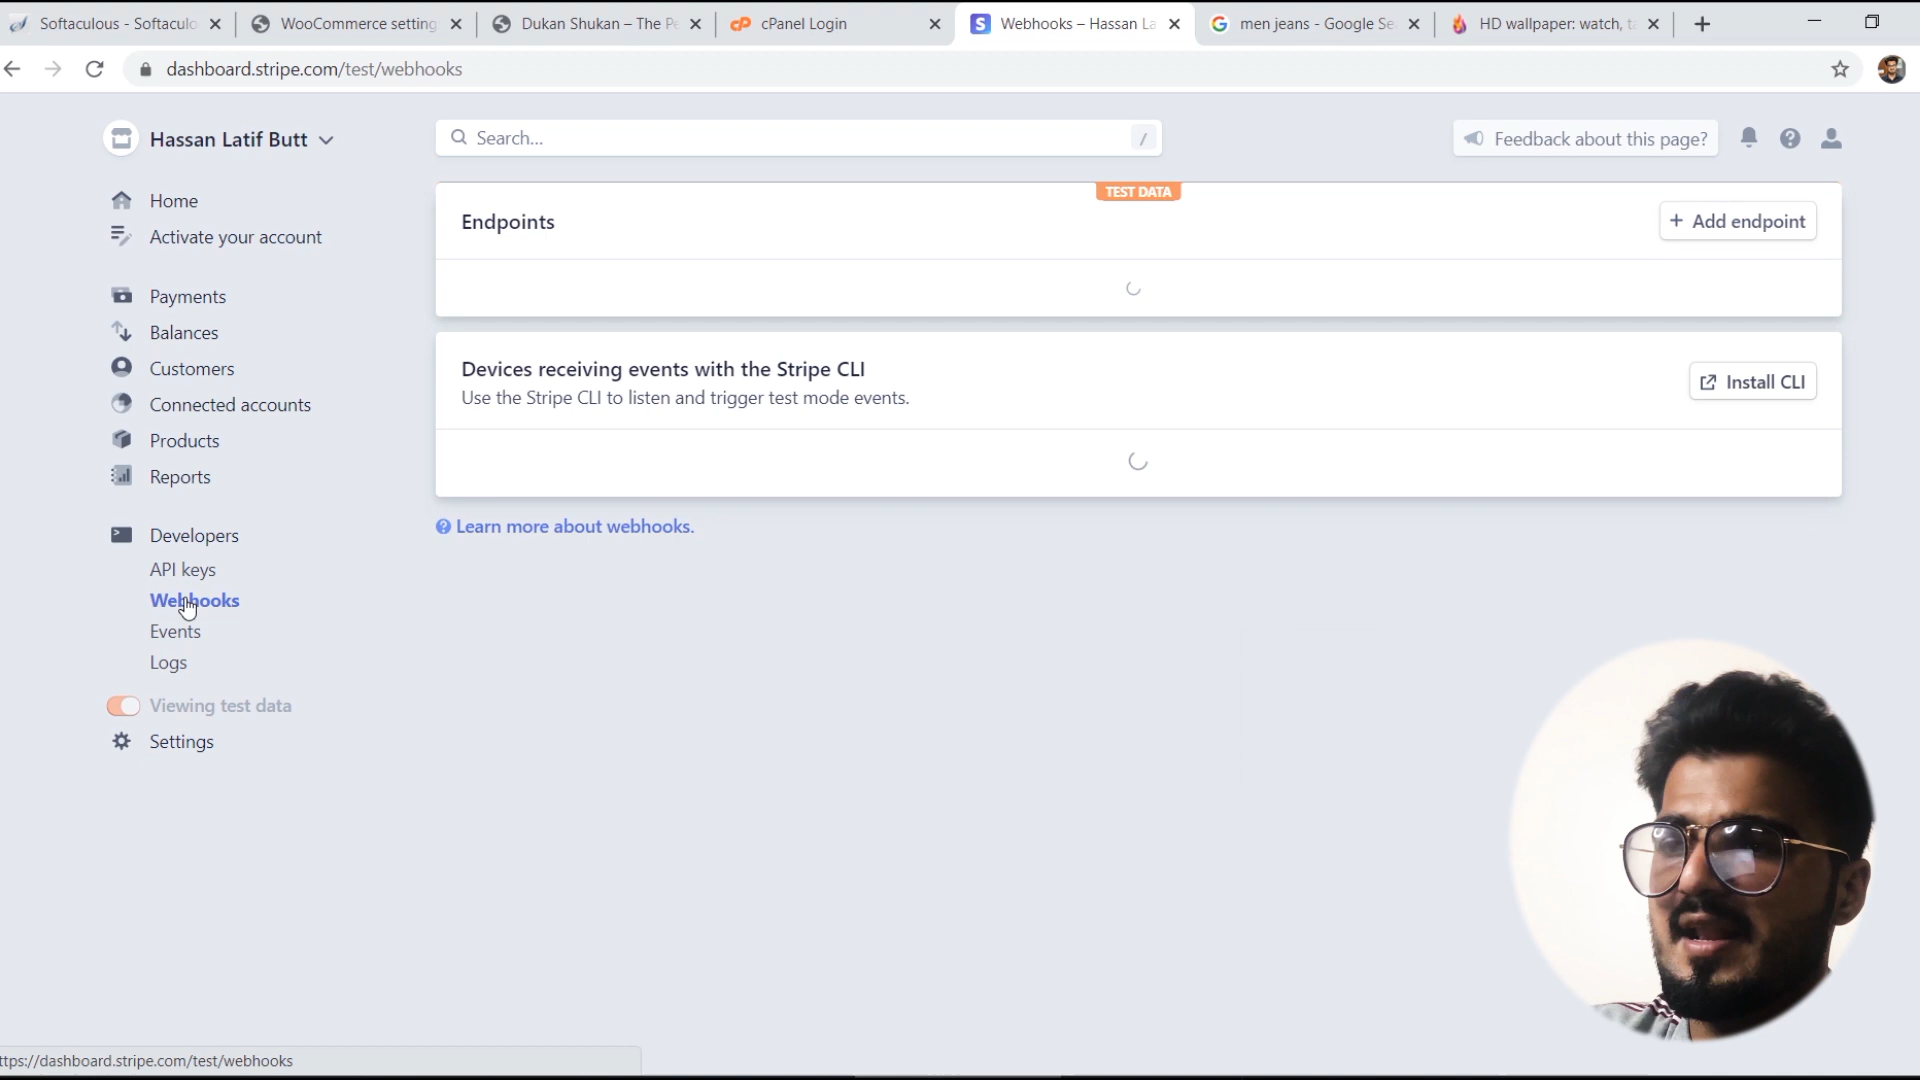 Softaculous - Softaculo
WooCommerce setting
Dukan Shukan – The Pe
cPanel Login
Webhooks – Hassan La
men jeans - Google Se
HD wallpaper: watch, ta
dashboard.stripe.com/test/webhooks
Hassan Latif Butt
Search...
/
Feedback about this page?
Home
Activate your account
Payments
Balances
Customers
Connected accounts
Products
Reports
Developers
API keys
Webhooks
Events
Logs
Viewing test data
Settings
TEST DATA
Endpoints
+ Add endpoint
Devices receiving events with the Stripe CLI
Use the Stripe CLI to listen and trigger test mode events.
Install CLI
Learn more about webhooks.
ttps://dashboard.stripe.com/test/webhooks